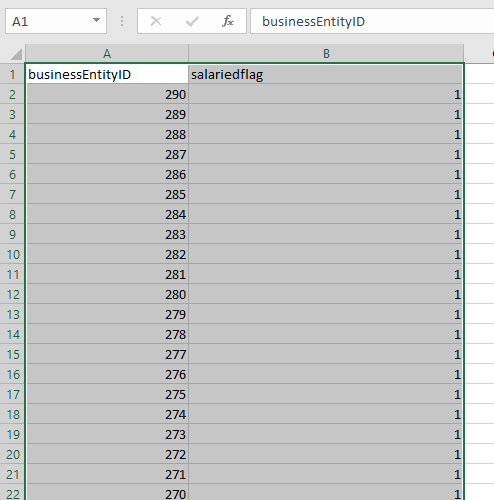 A1 fx businessEntityID
A B
1 businessEntityID salariedflag
2 290 1
3 289 1
4 288 1
5 287 1
6 286 1
7 285 1
8 284 1
9 283 1
10 282 1
11 281 1
12 280 1
13 279 1
14 278 1
15 277 1
16 276 1
17 275 1
18 274 1
19 273 1
20 272 1
21 271 1
22 270 1